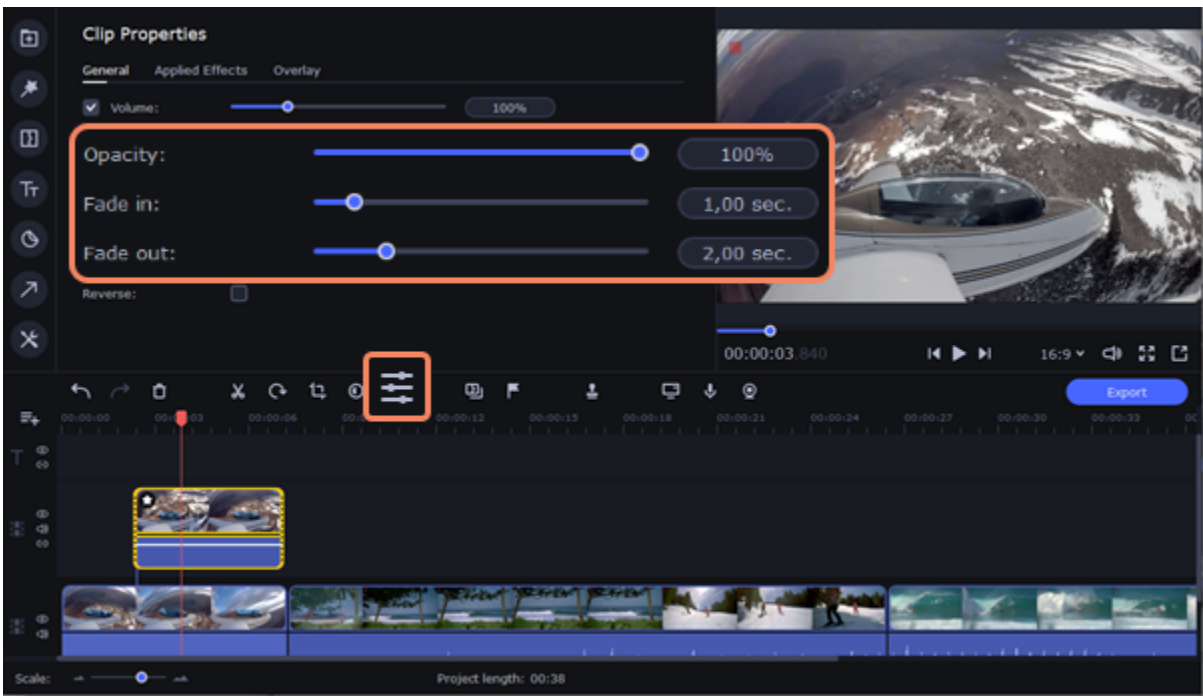 Clip Properties
General Applied Effects Overlay
Volume: 100%
Opacity: 100%
Fade in: 1,00 sec.
Fade out: 2,00 sec.
Reverse:
00:00:03.840 16:9
Export
00:00:00 00:00:03 00:00:06 00:00:12 00:00:15 00:00:18 00:00:21 00:00:24 00:00:27 00:00:30 00:00:33
Scale: Project length: 00:38